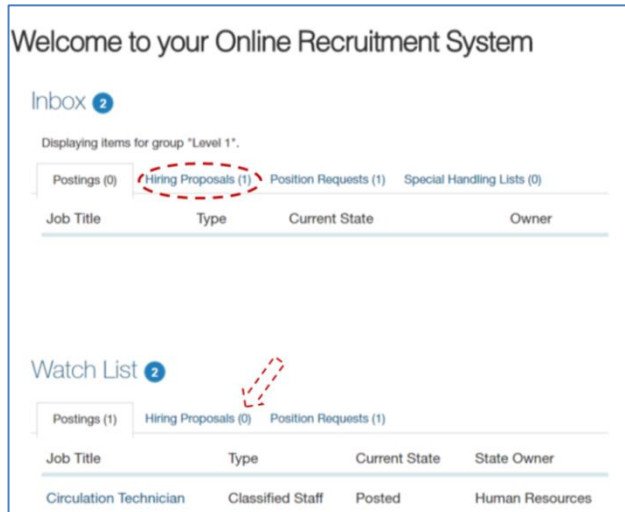 Welcome to your Online Recruitment System
Inbox 2
Displaying items for group "Level 1".
Postings (0) Hiring Proposals (1) Position Requests (1) Special Handling Lists (0)
Job Title Type Current State Owner
Watch List 2
Postings (1) Hiring Proposals (0) Position Requests (1)
Job Title Type Current State State Owner
Circulation Technician Classified Staff Posted Human Resources